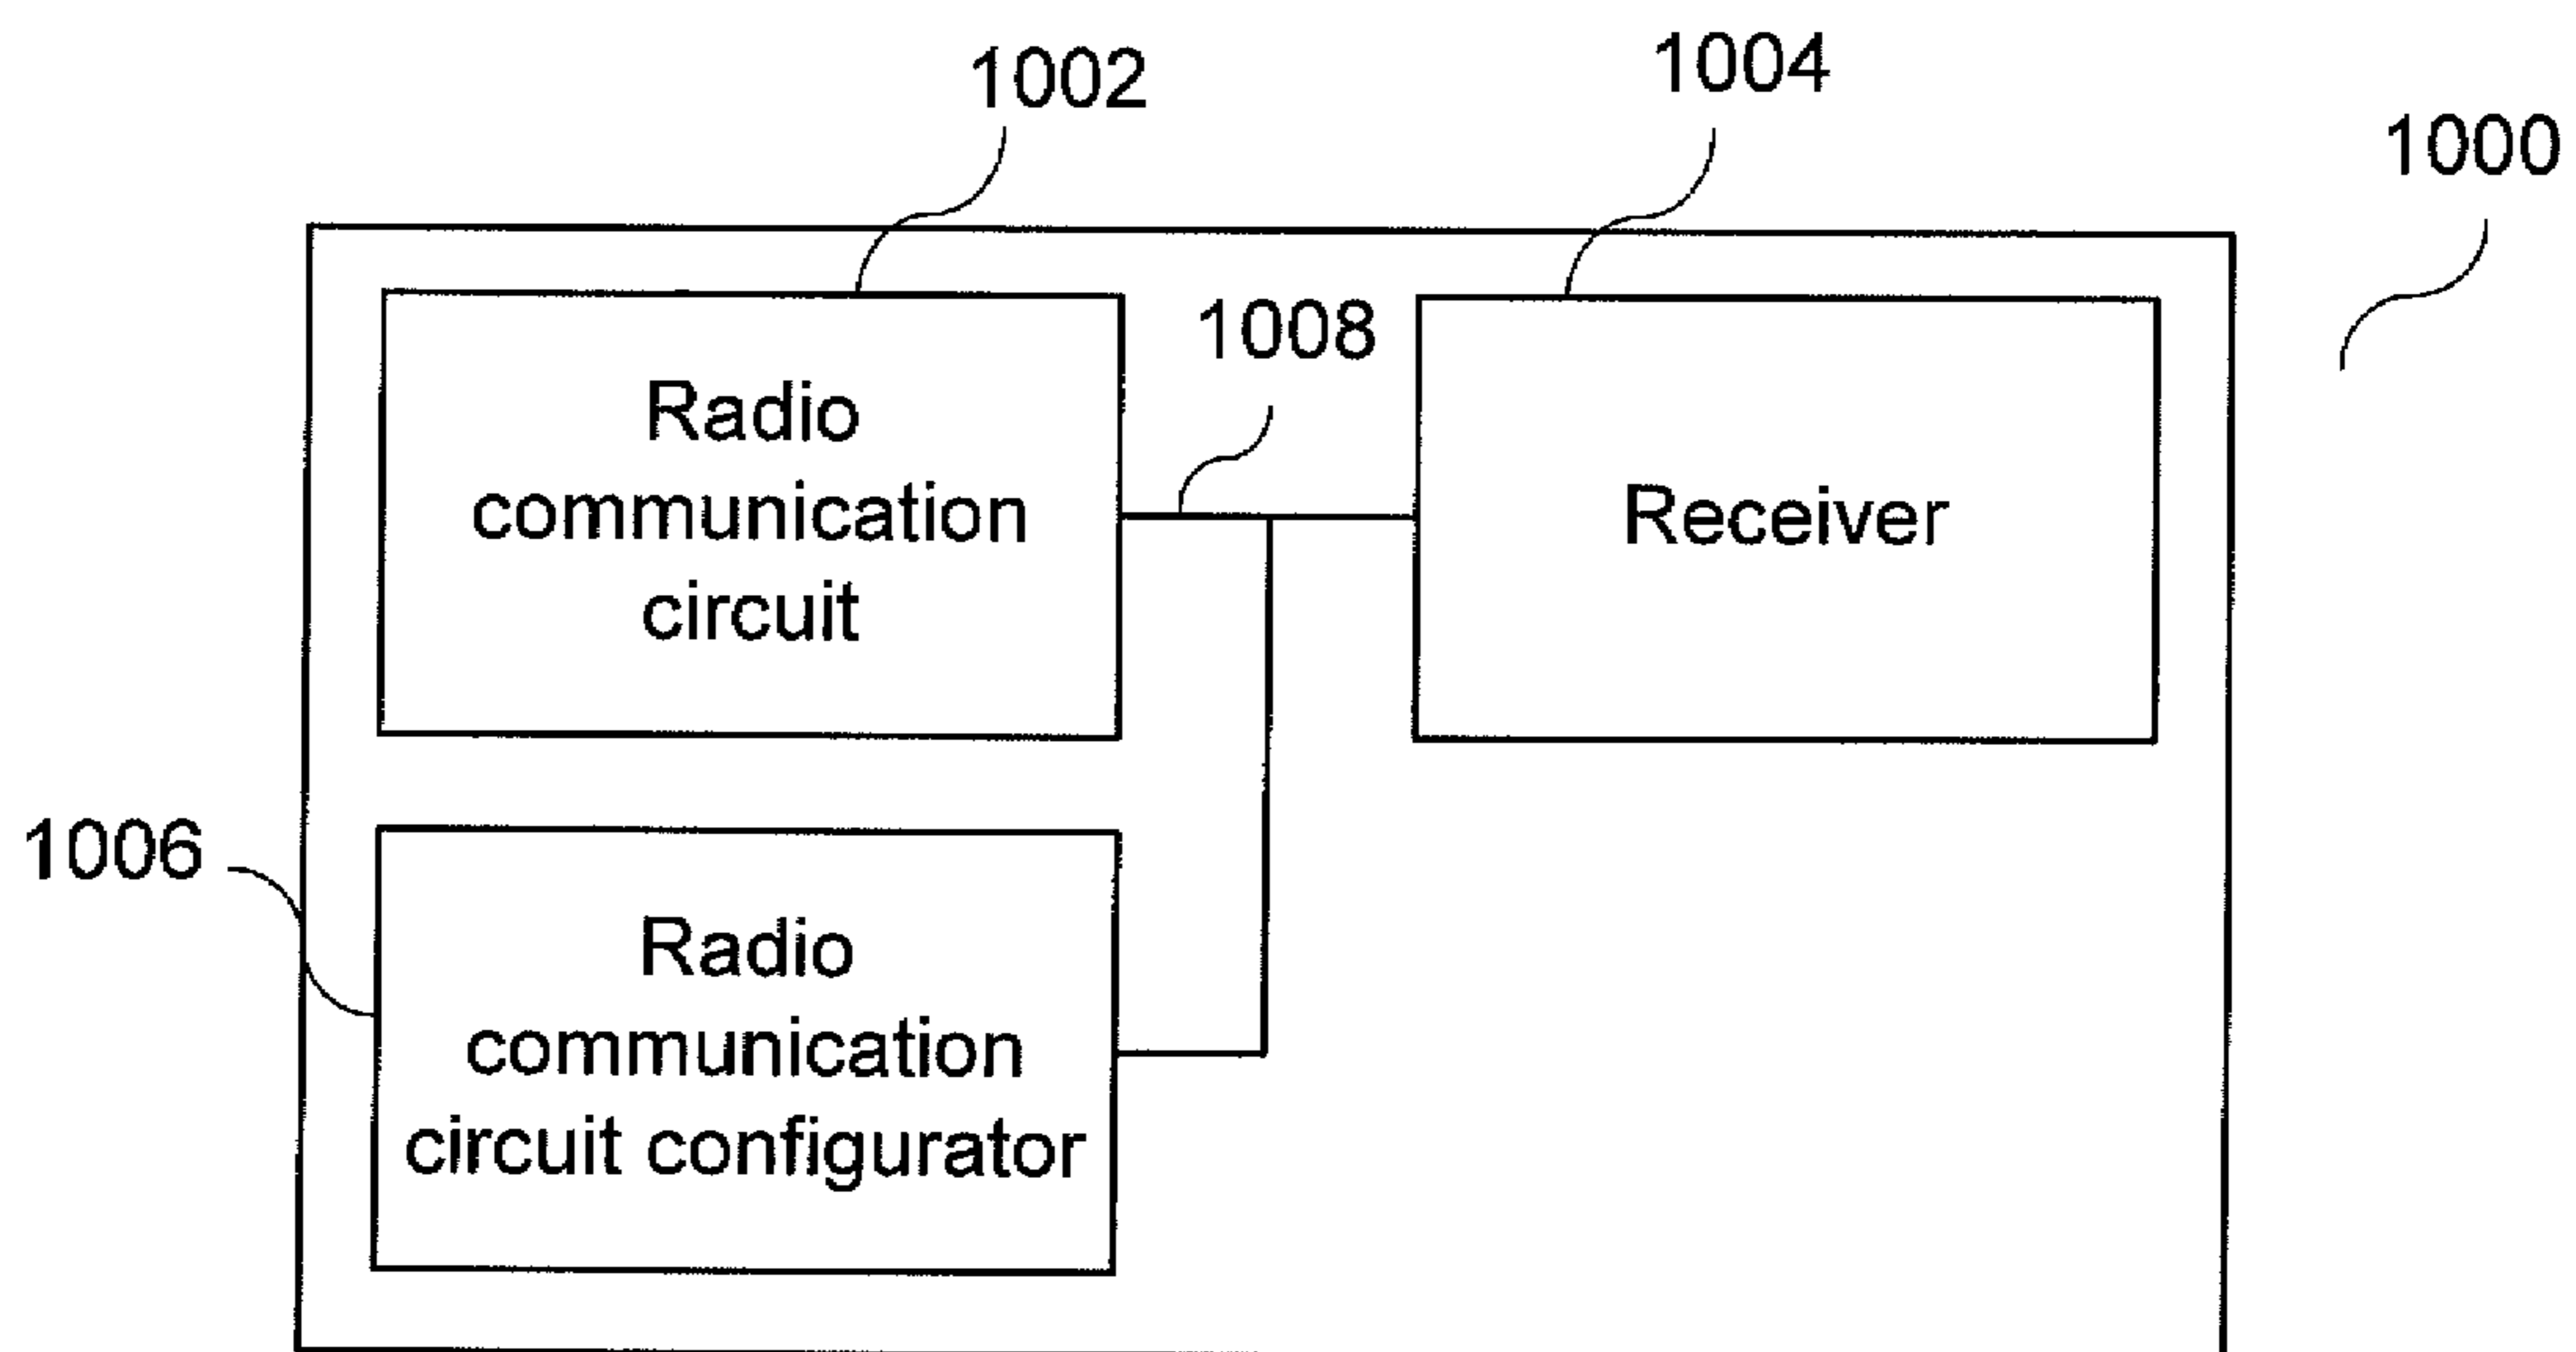 1002
1004
1000
1008
Radio
communication
circuit
Receiver
1006
Radio
communication
circuit configurator